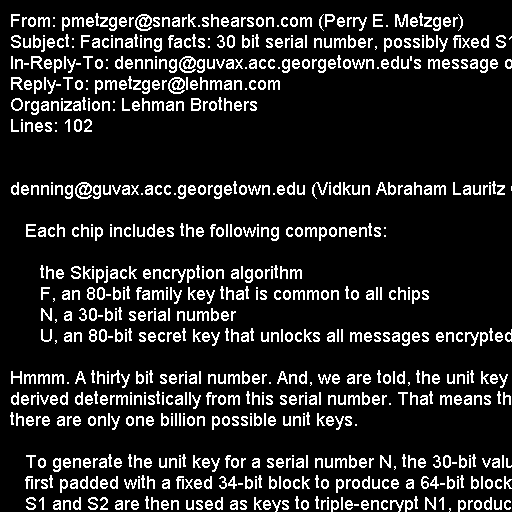 From: pmetzger@snark.shearson.com (Perry E. Metzger)
Subject: Facinating facts: 30 bit serial number, possibly fixed S1
In-Reply-To: denning@guvax.acc.georgetown.edu's message o
Reply-To: pmetzger@lehman.com
Organization: Lehman Brothers
Lines: 102
denning@guvax.acc.georgetown.edu (Vidkun Abraham Lauritz
Each chip includes the following components:
the Skipjack encryption algorithm
F, an 80-bit family key that is common to all chips
N, a 30-bit serial number
U, an 80-bit secret key that unlocks all messages encrypted
Hmmm. A thirty bit serial number. And, we are told, the unit key
derived deterministically from this serial number. That means th
there are only one billion possible unit keys.
To generate the unit key for a serial number N, the 30-bit valu
first padded with a fixed 34-bit block to produce a 64-bit block
S1 and S2 are then used as keys to triple-encrypt N1, produc